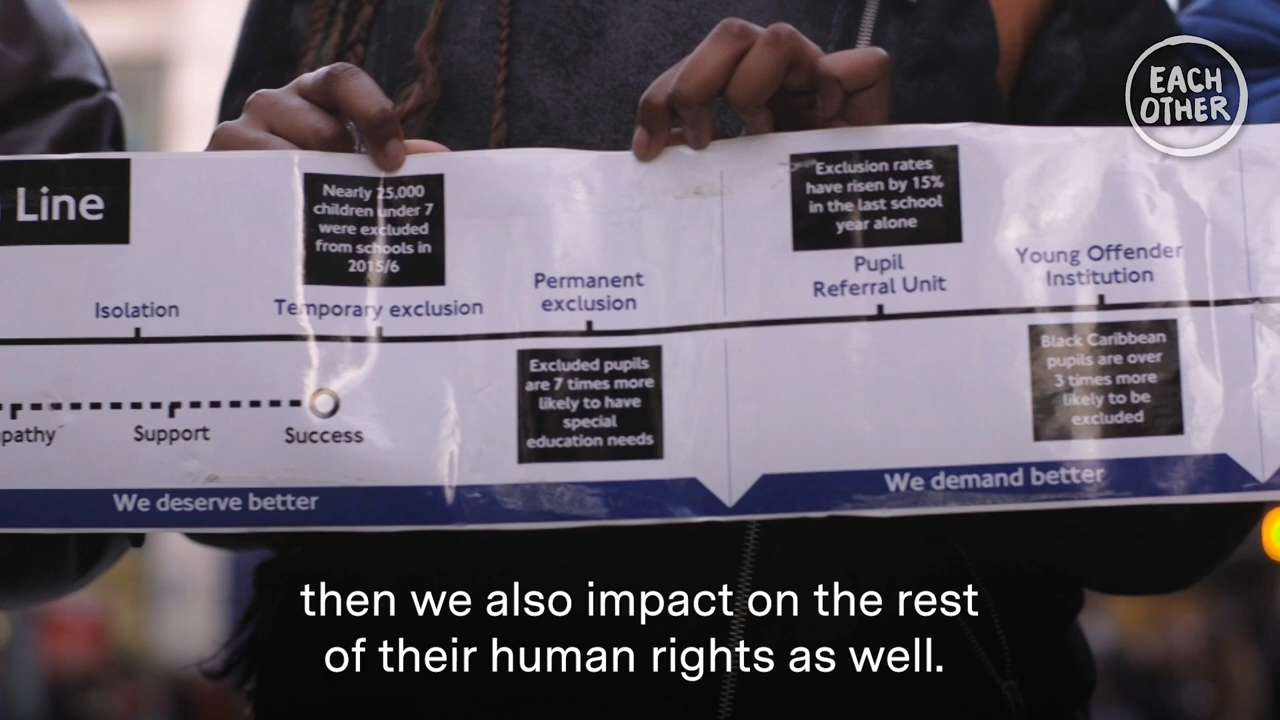 EACH
OTHER
Line
Nearly 25,000
children under 7
were excluded
from schools in
2015/6
Exclusion rates
have risen by 15%
in the last school
year alone
Isolation
Temporary exclusion
Permanent
exclusion
Pupil
Referral Unit
Young Offender
Institution
pathy
Support
Success
Excluded pupils
are 7 times more
likely to have
special
education needs
Black Caribbean
pupils are over
3 times more
likely to be
excluded
We deserve better
We demand better
then we also impact on the rest
of their human rights as well.